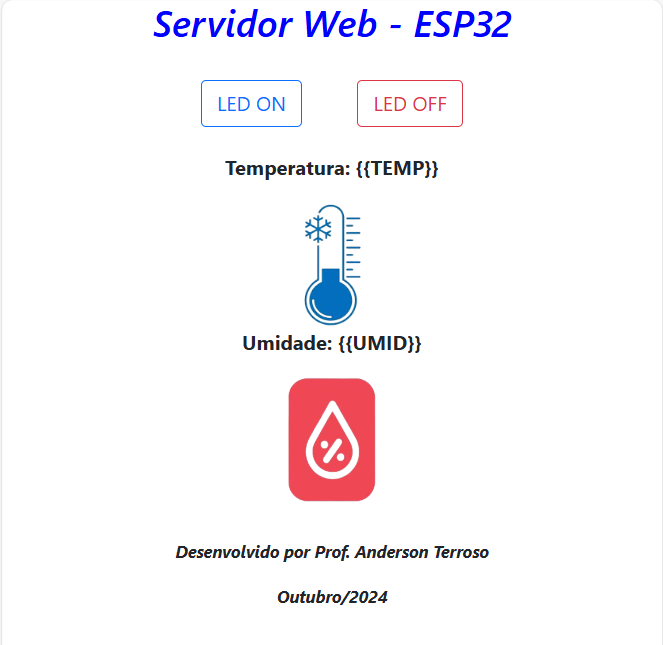 Servidor Web - ESP32
LED ON LED OFF
Temperatura: {{TEMP}}
Umidade: {{UMID}}
%
Desenvolvido por Prof. Anderson Terroso
Outubro/2024